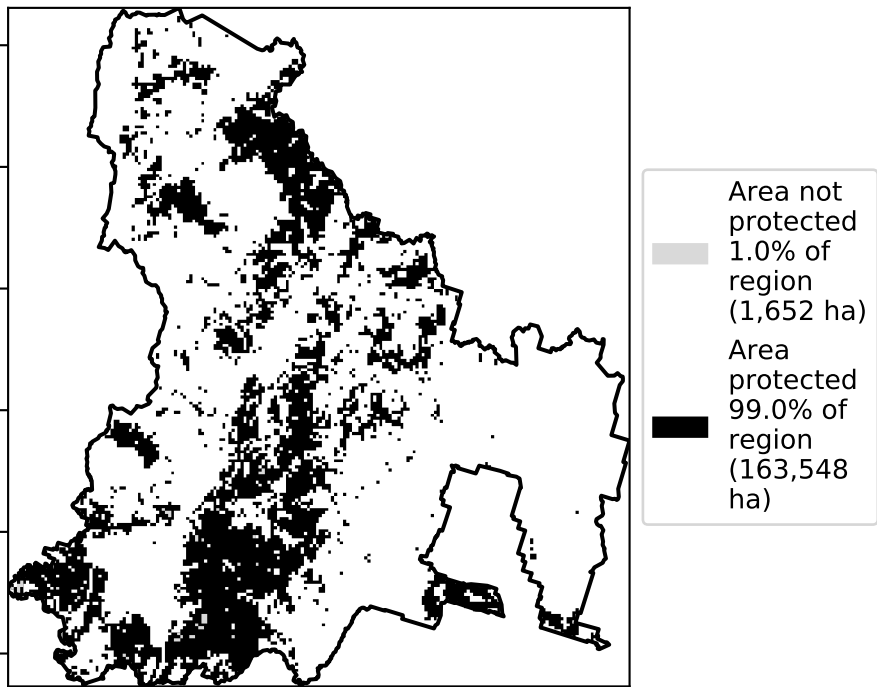 Area not
protected
1.0% of
region
(1,652 ha)
Area
protected
99.0% of
region
(163,548
ha)